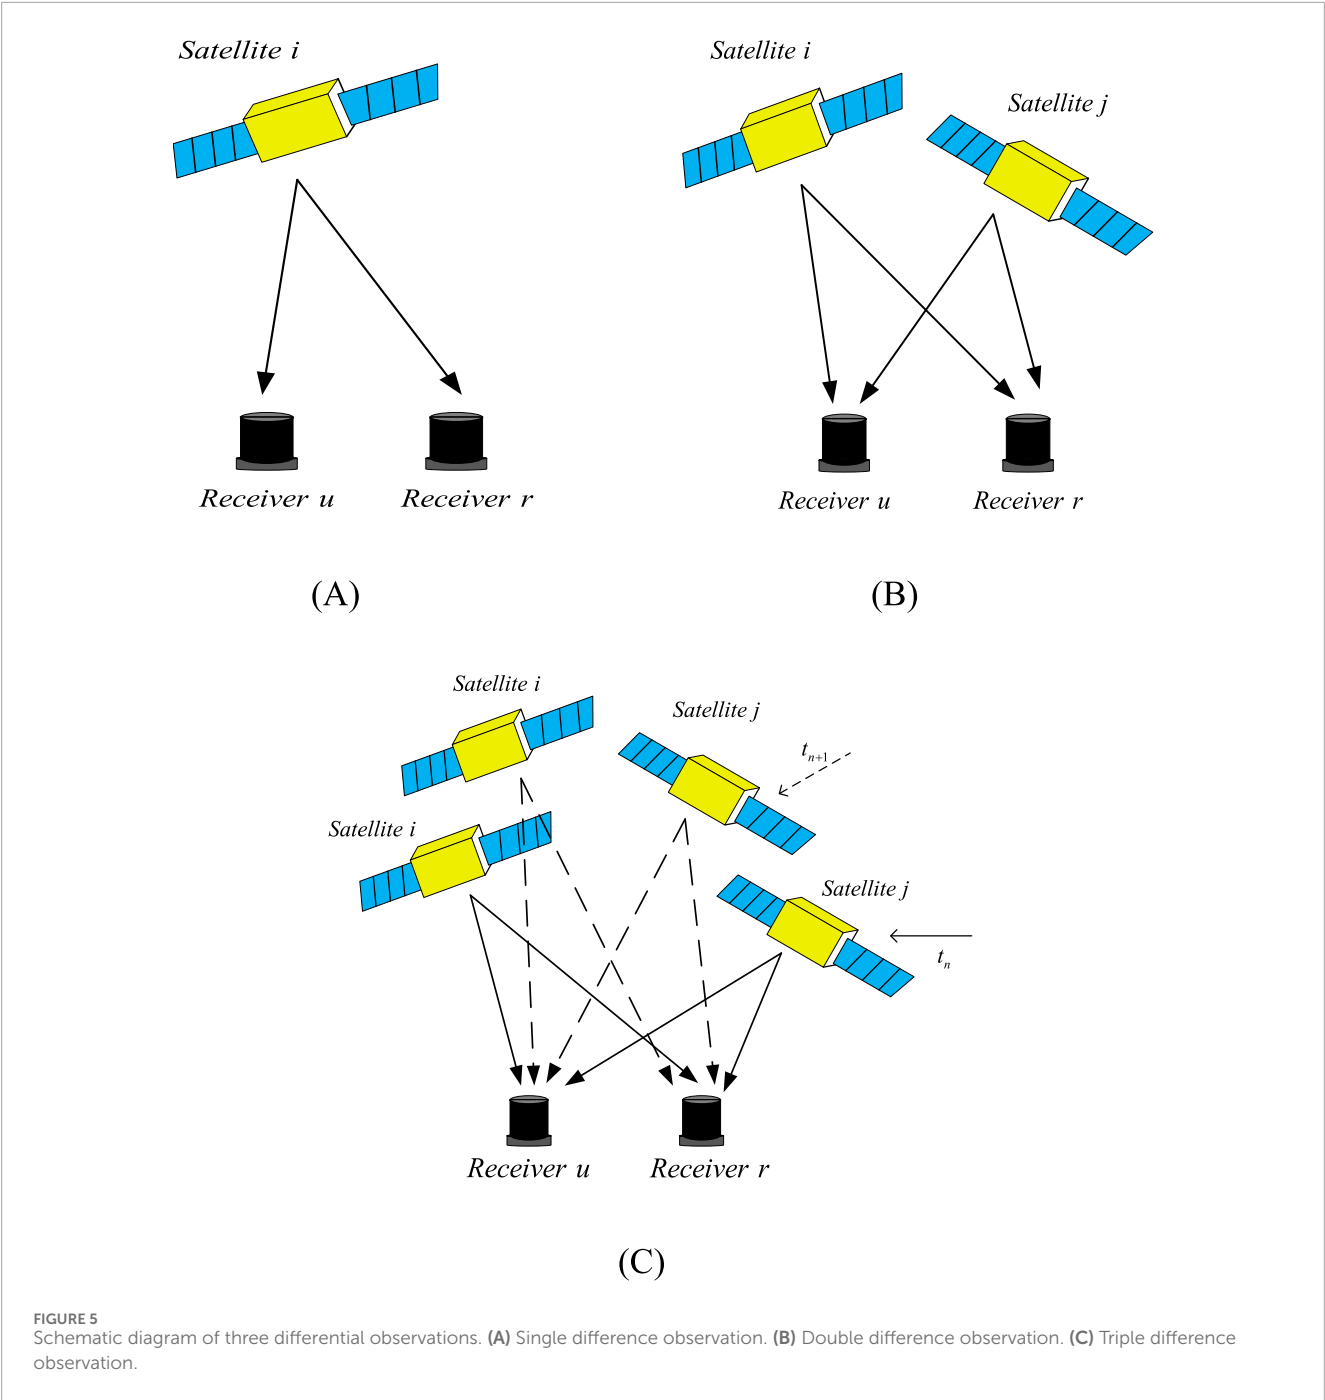 Satellite i
Satellite i
Satellite j
Receiver u
Receiver r
Receiver u
Receiver r
(A)
(B)
Satellite i
Satellite j
t_{n+1}
Satellite i
Satellite j
t_n
Receiver u
Receiver r
(C)
FIGURE 5
Schematic diagram of three differential observations. (A) Single difference observation. (B) Double difference observation. (C) Triple difference
observation.